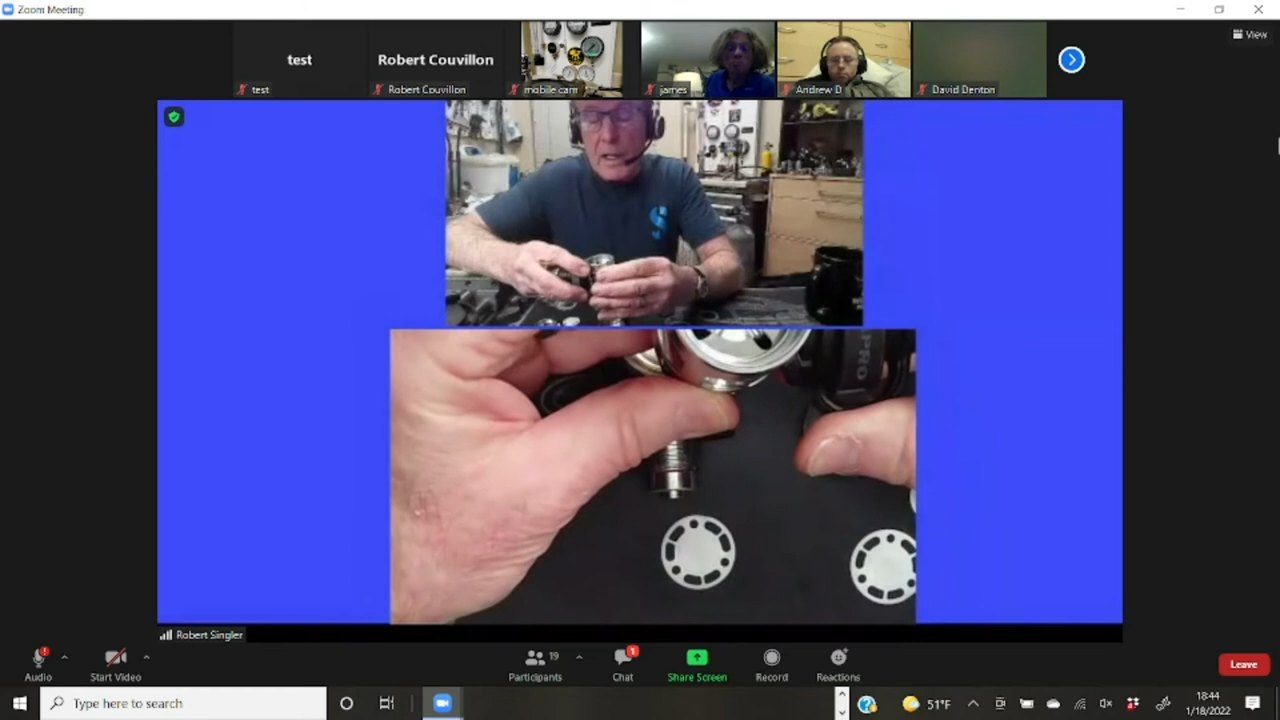 Zoom Meeting
View
test
Robert Couvillon
test
Robert Couvillon
mobile cam
james
Andrew D
David Denton
S
PRO
Robert Singler
19
1
Audio
Start Video
Participants
Chat
Share Screen
Record
Reactions
Leave
Type here to search
51°F
18:44
1/18/2022